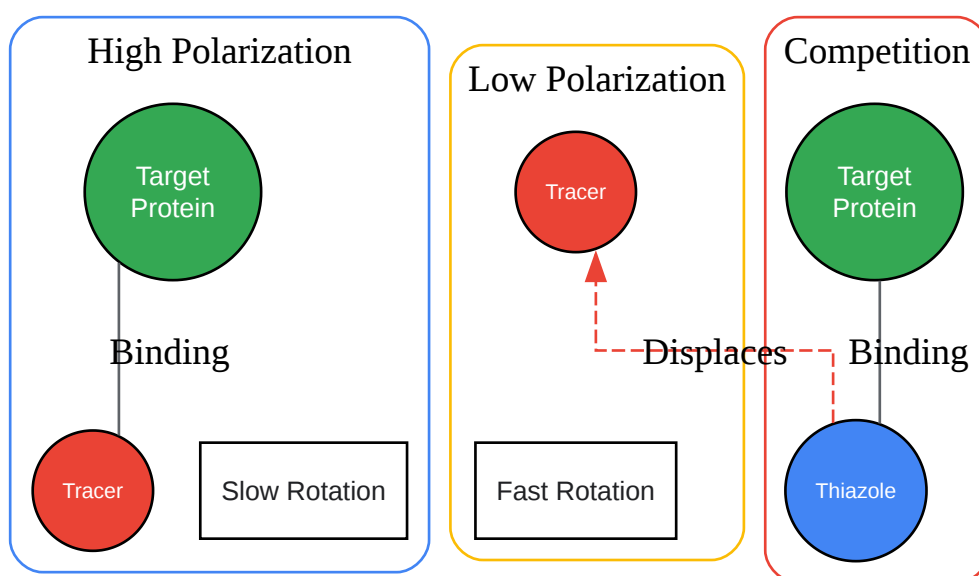 High Polarization
Target
Protein
Binding
Tracer
Slow Rotation
Low Polarization
Tracer
Displaces
Fast Rotation
Competition
Target
Protein
Binding
Thiazole